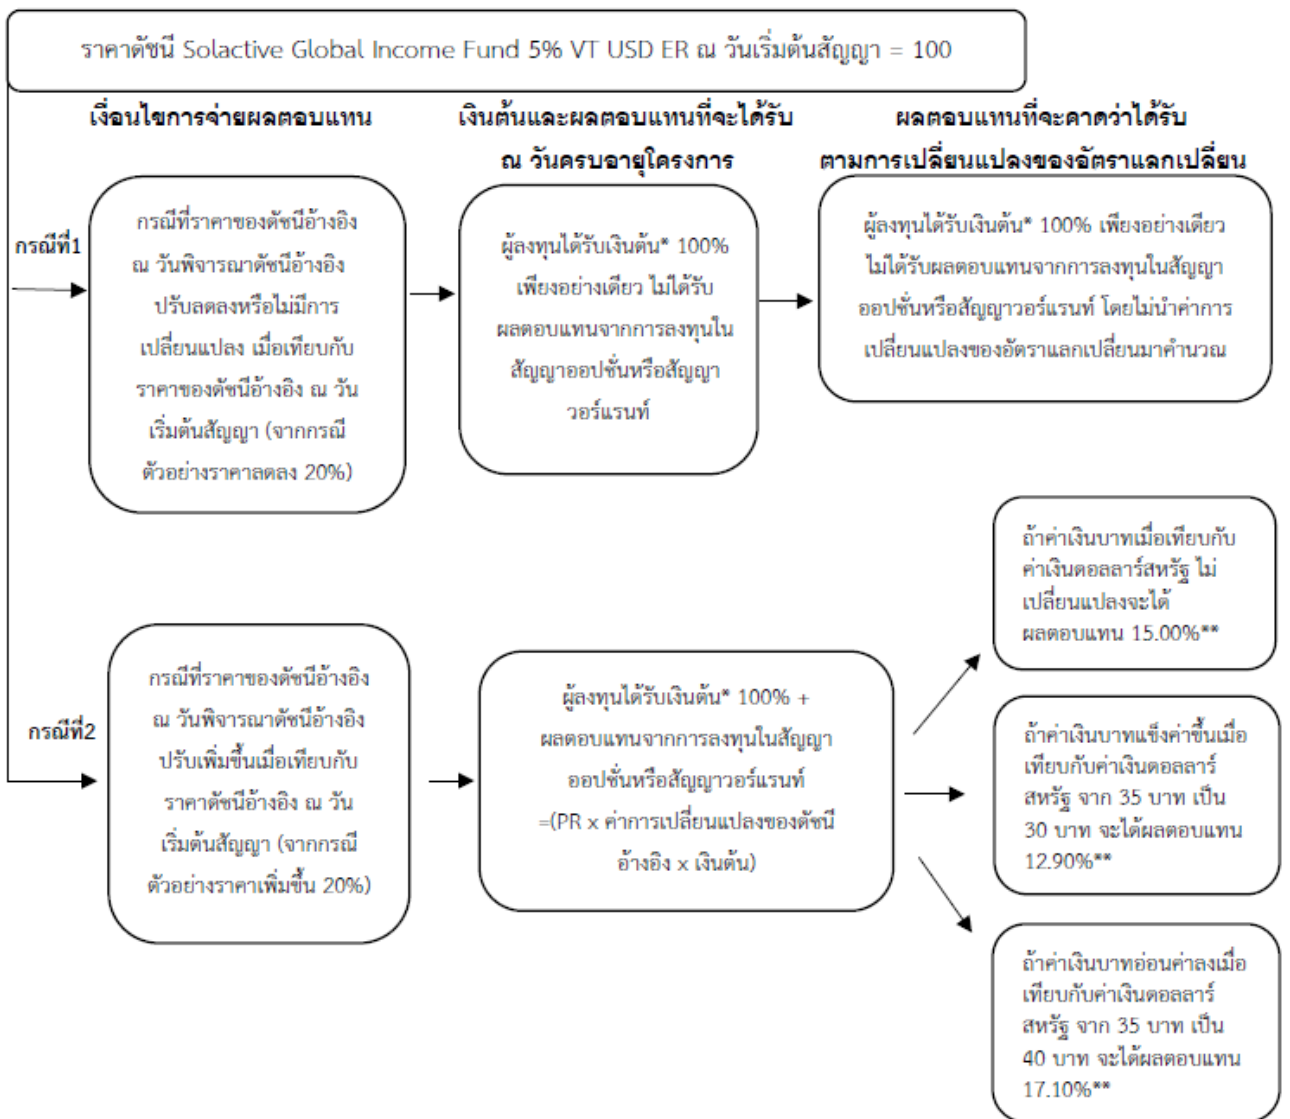 ราคาดัชนี Solactive Global Income Fund 5% VT USD ER ณ วันเริ่มต้นสัญญา = 100
เงื่อนไขการจ่ายผลตอบแทน
เงินต้นและผลตอบแทนที่จะได้รับ
ณ วันครบอายุโครงการ
ผลตอบแทนที่จะคาดว่าได้รับ
ตามการเปลี่ยนแปลงของอัตราแลกเปลี่ยน
กรณีที่1
กรณีที่ราคาของดัชนีอ้างอิง
ณ วันพิจารณาดัชนีอ้างอิง
ปรับลดลงหรือไม่มีการ
เปลี่ยนแปลง เมื่อเทียบกับ
ราคาของดัชนีอ้างอิง ณ วัน
เริ่มต้นสัญญา (จากกรณี
ตัวอย่างราคาลดลง 20%)
ผู้ลงทุนได้รับเงินต้น* 100%
เพียงอย่างเดียว ไม่ได้รับ
ผลตอบแทนจากการลงทุนใน
สัญญาออปชั่นหรือสัญญา
วอร์แรนท์
ผู้ลงทุนได้รับเงินต้น* 100% เพียงอย่างเดียว
ไม่ได้รับผลตอบแทนจากการลงทุนในสัญญา
ออปชั่นหรือสัญญาวอร์แรนท์ โดยไม่นำค่าการ
เปลี่ยนแปลงของอัตราแลกเปลี่ยนมาคำนวณ
กรณีที่2
กรณีที่ราคาของดัชนีอ้างอิง
ณ วันพิจารณาดัชนีอ้างอิง
ปรับเพิ่มขึ้นเมื่อเทียบกับ
ราคาดัชนีอ้างอิง ณ วัน
เริ่มต้นสัญญา (จากกรณี
ตัวอย่างราคาเพิ่มขึ้น 20%)
ผู้ลงทุนได้รับเงินต้น* 100% +
ผลตอบแทนจากการลงทุนในสัญญา
ออปชั่นหรือสัญญาวอร์แรนท์
=(PR x ค่าการเปลี่ยนแปลงของดัชนี
อ้างอิง x เงินต้น)
ถ้าค่าเงินบาทเมื่อเทียบกับ
ค่าเงินดอลลาร์สหรัฐ ไม่
เปลี่ยนแปลงจะได้
ผลตอบแทน 15.00%**
ถ้าค่าเงินบาทแข็งค่าขึ้นเมื่อ
เทียบกับค่าเงินดอลลาร์
สหรัฐ จาก 35 บาท เป็น
30 บาท จะได้ผลตอบแทน
12.90%**
ถ้าค่าเงินบาทอ่อนค่าลงเมื่อ
เทียบกับค่าเงินดอลลาร์
สหรัฐ จาก 35 บาท เป็น
40 บาท จะได้ผลตอบแทน
17.10%**